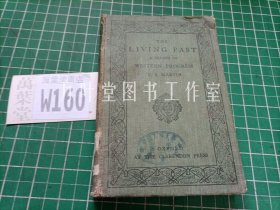 THE
LIVING PAST
A SKETCH OF
WESTERN PROGRESS
F. S. MARVIN
W160
堂图书工作室
OXFORD
AT THE CLARENDON PRESS